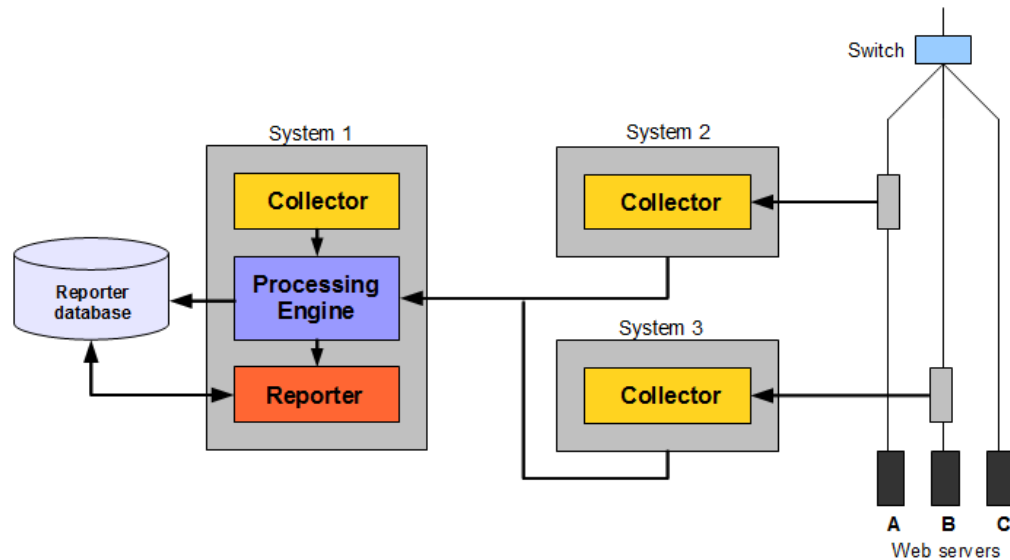 Switch
System 1
System 2
Collector
Collector
Processing
Engine
Reporter
database
System 3
Reporter
Collector
A B C
Web servers